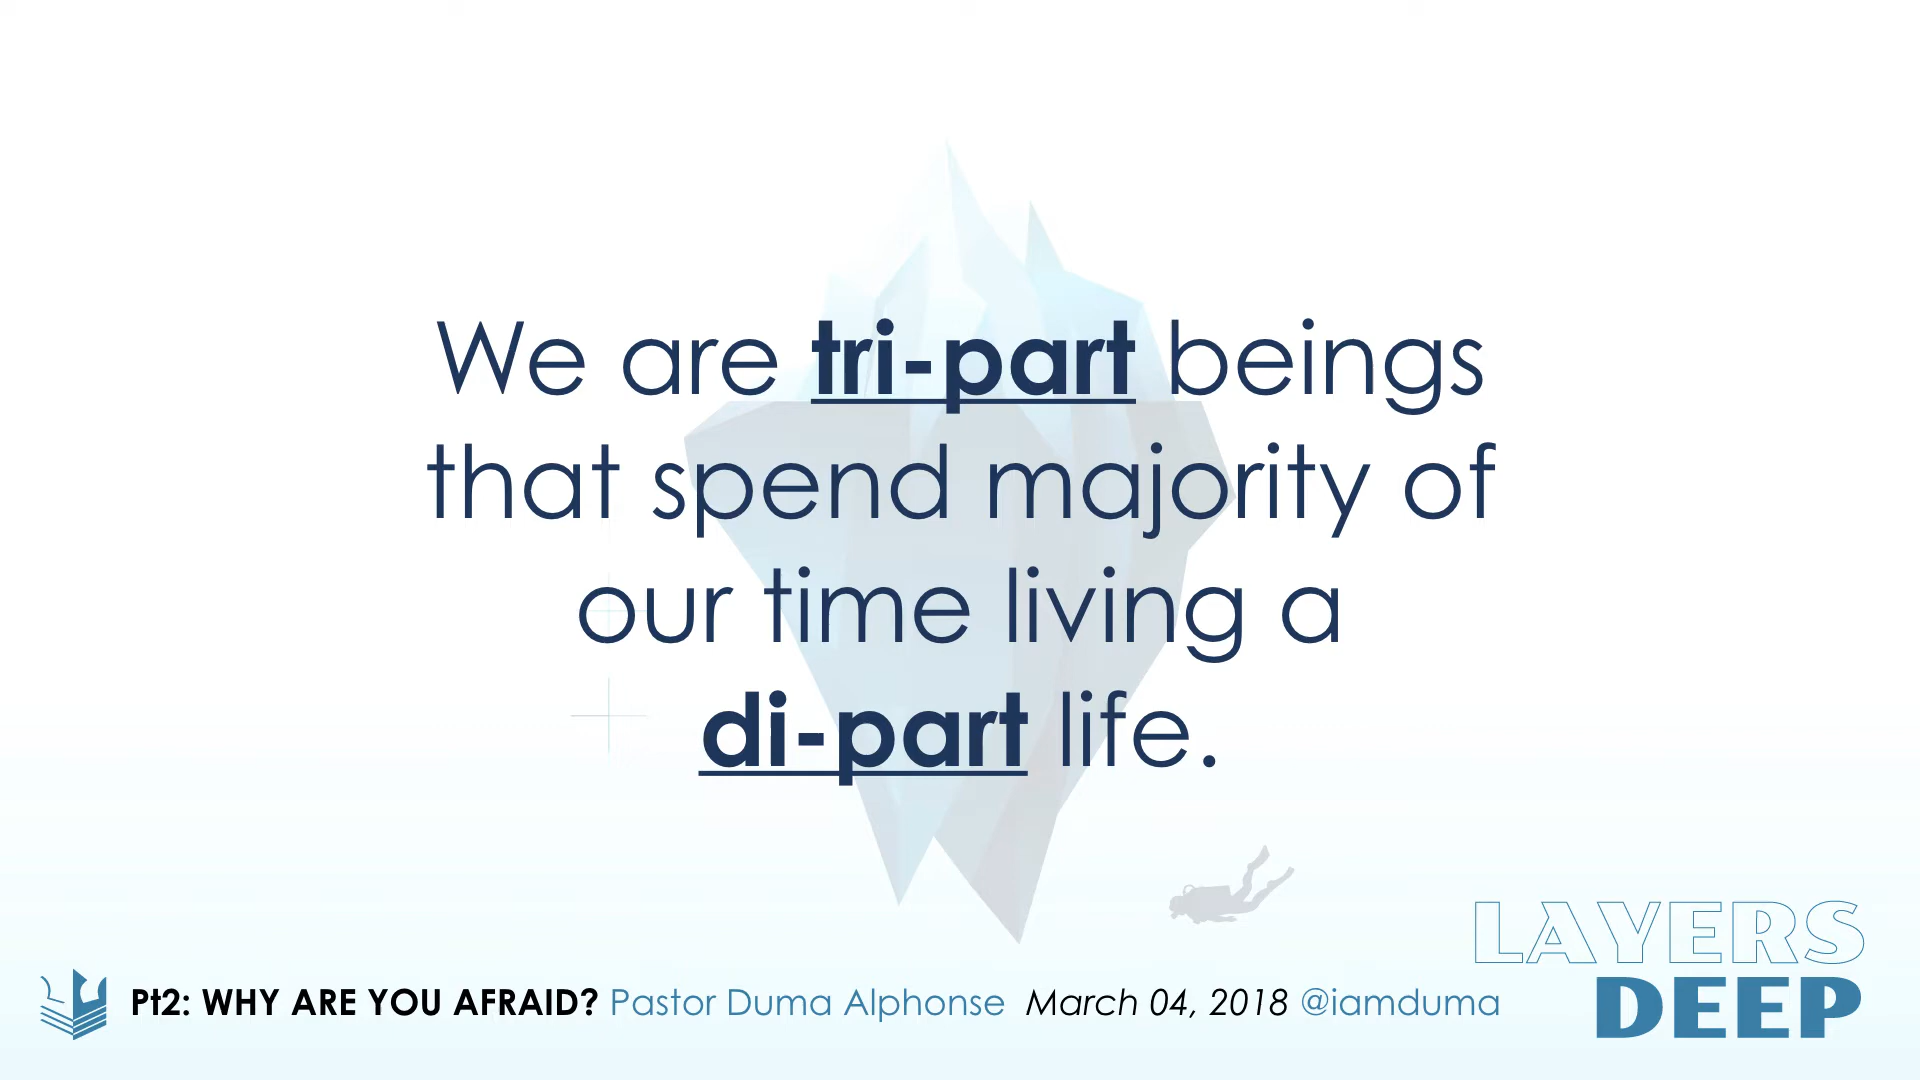 We are tri-part beings
that spend majority of
our time living a
di-part life.
Pt2: WHY ARE YOU AFRAID? Pastor Duma Alphonse March 04, 2018 @iamduma
LAYERS
DEEP